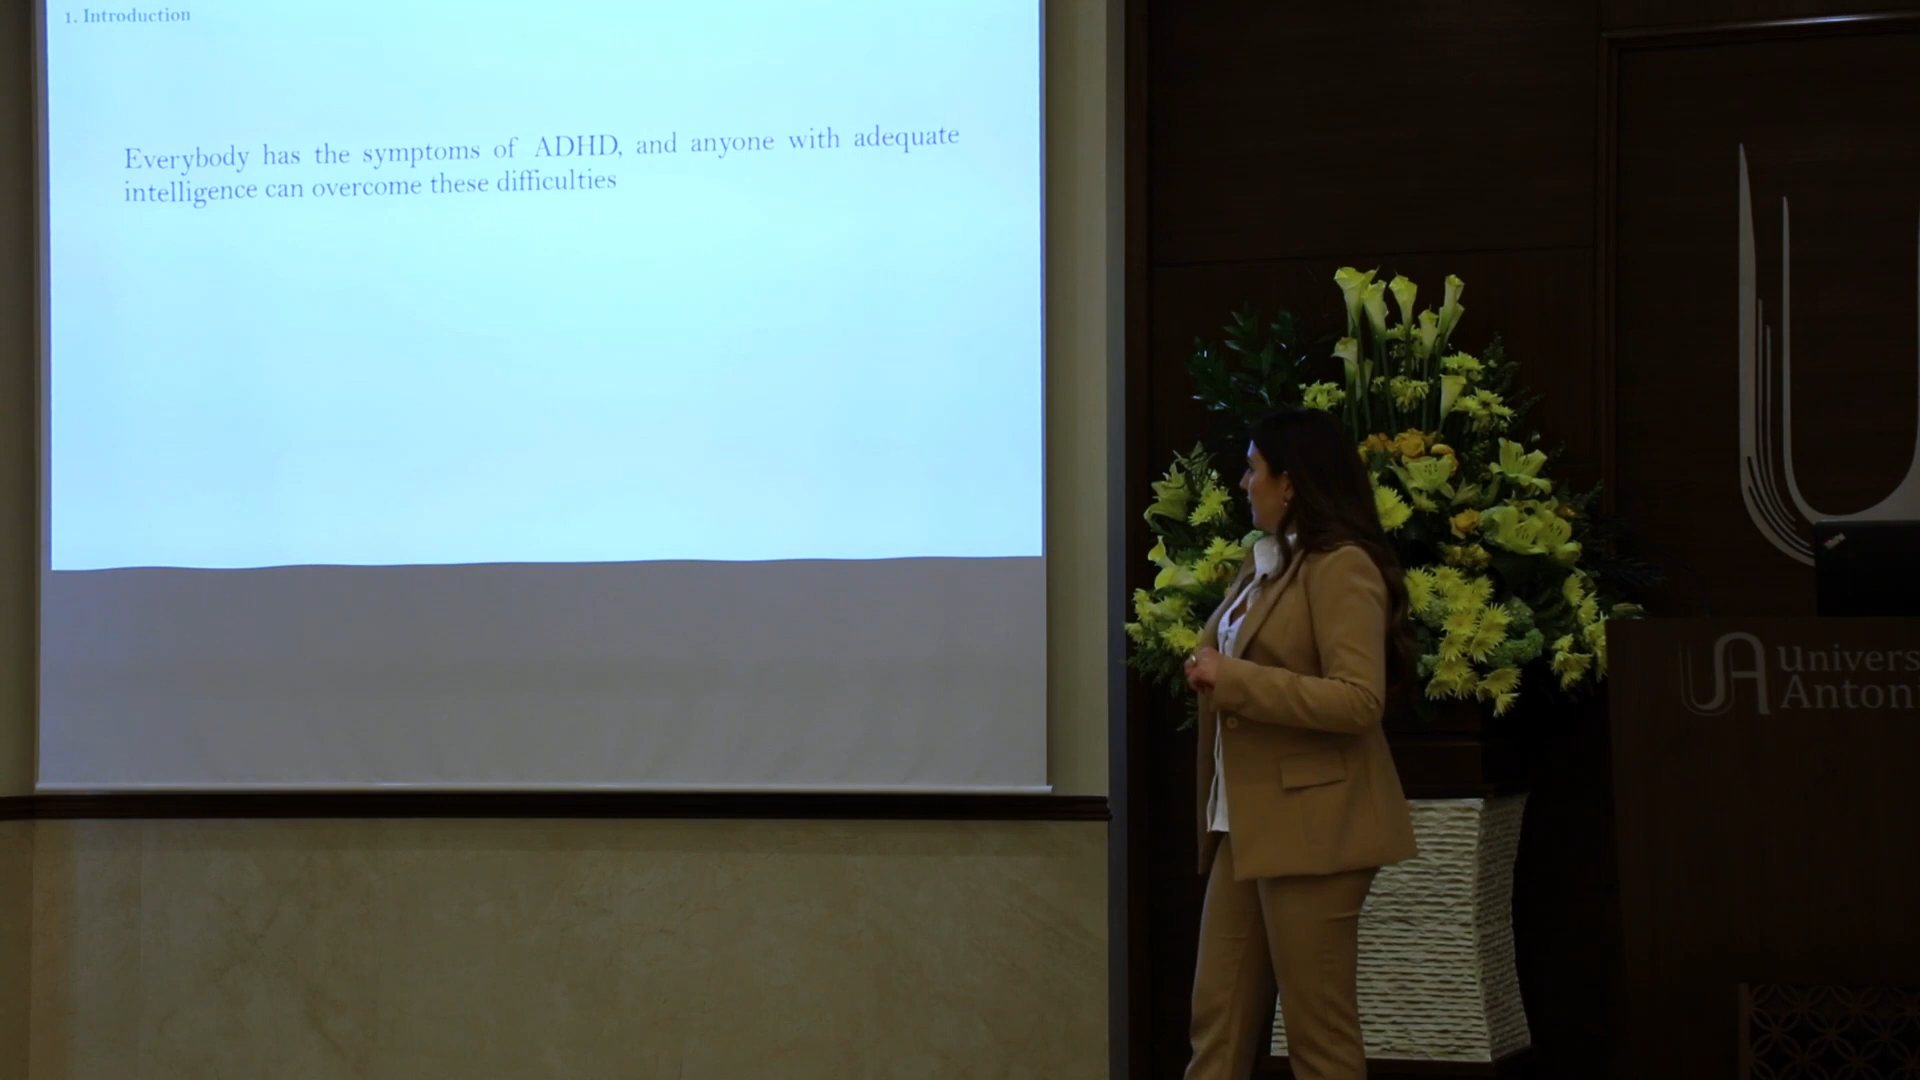 1. Introduction
Everybody has the symptoms of ADHD, and anyone with adequate
intelligence can overcome these difficulties
UA
Univers
Anton